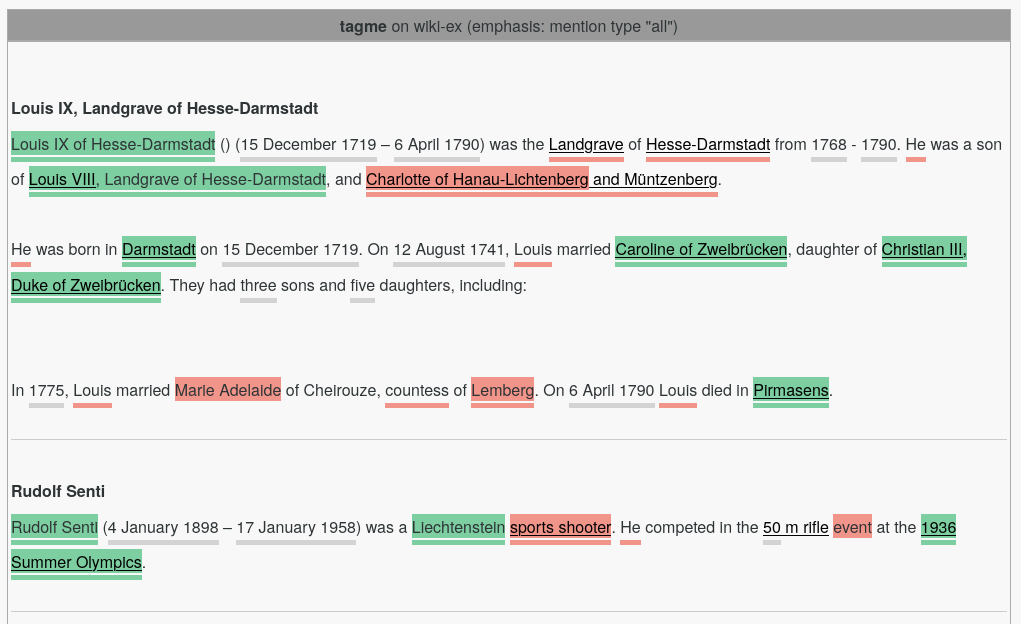 tagme on wiki-ex (emphasis: mention type "all")
Louis IX, Landgrave of Hesse-Darmstadt
Louis IX of Hesse-Darmstadt () (15 December 1719 – 6 April 1790) was the Landgrave of Hesse-Darmstadt from 1768 - 1790. He was a son
of Louis VIII, Landgrave of Hesse-Darmstadt, and Charlotte of Hanau-Lichtenberg and Müntzenberg.
He was born in Darmstadt on 15 December 1719. On 12 August 1741, Louis married Caroline of Zweibrücken, daughter of Christian III,
Duke of Zweibrücken. They had three sons and five daughters, including:
In 1775, Louis married Marie Adelaide of Cheirouze, countess of Lemberg. On 6 April 1790 Louis died in Pirmasens.
Rudolf Senti
Rudolf Senti (4 January 1898 – 17 January 1958) was a Liechtenstein sports shooter. He competed in the 50 m rifle event at the 1936
Summer Olympics.